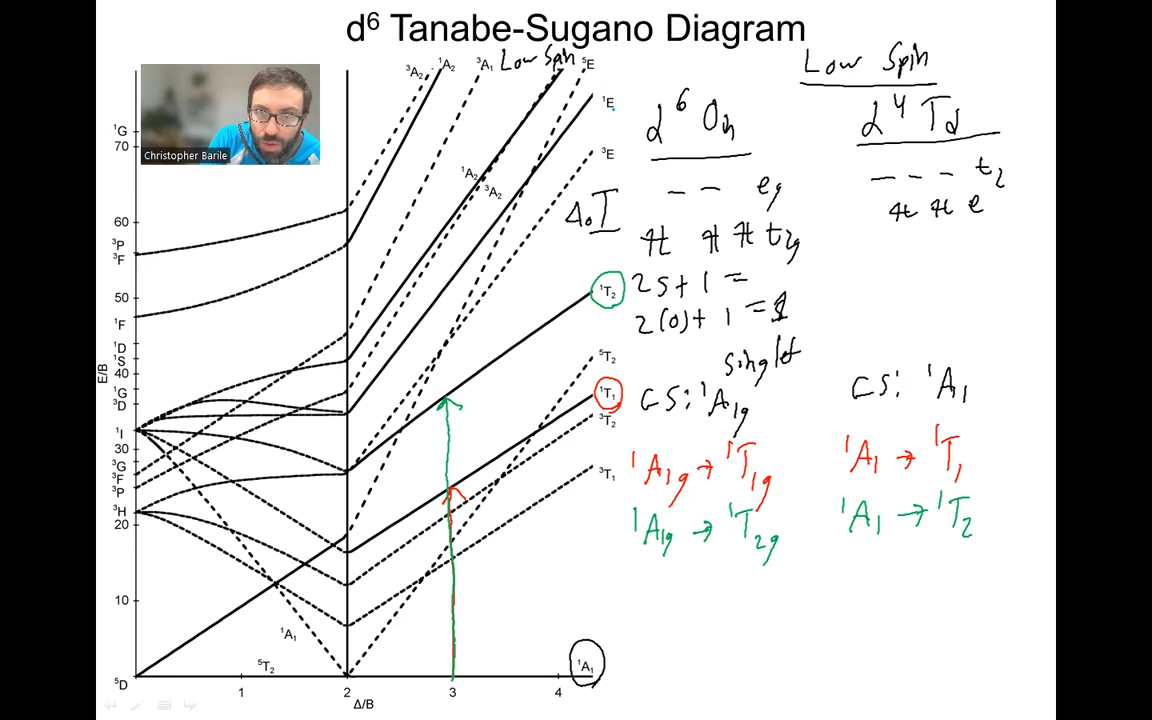 d⁶ Tanabe-Sugano Diagram
Christopher Barile
³A₂ ¹A₂ ³A₁ Low Spin ⁵E
¹E
³E
¹A₂
³A₂
¹T₂
⁵T₂
¹T₁
³T₂
³T₁
¹A₁
¹A₁
⁵T₂
¹G
70
60
³P
³F
50
¹F
¹D
¹S
40
¹G
³D
¹I
30
³G
³F
³P
³H
20
10
⁵D
E/B
1 2 3 4
Δ/B
Low Spin
d⁶ Oh
eg
Δo
t2g
2S + 1 =
2(0) + 1 = 1
singlet
GS: ¹A1g
¹A1g → ¹T1g
¹A1g → ¹T2g
d⁴ Td
t₂
e
GS: ¹A₁
¹A₁ → ¹T₁
¹A₁ → ¹T₂